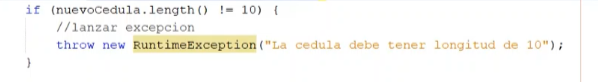 if (nuevoCedula.length() != 10) {
//lanzar excepcion
throw new RuntimeException("La cedula debe tener longitud de 10");
}